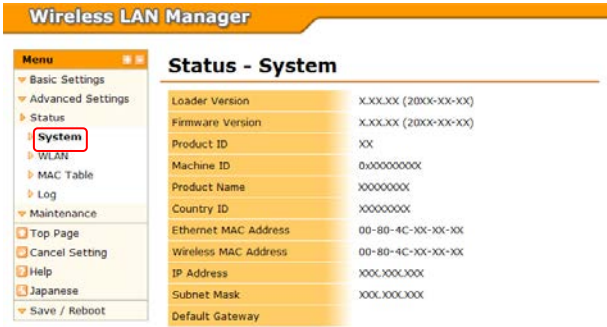 Wireless LAN Manager
Menu
Basic Settings
Advanced Settings
Status
System
WLAN
MAC Table
Log
Maintenance
Top Page
Cancel Setting
Help
Japanese
Save / Reboot
Status - System
Loader Version X.XX.XX (20XX-XX-XX)
Firmware Version X.XX.XX (20XX-XX-XX)
Product ID XX
Machine ID 0xXXXXXXXX
Product Name XXXXXXXX
Country ID XXXXXXXX
Ethernet MAC Address 00-80-4C-XX-XX-XX
Wireless MAC Address 00-80-4C-XX-XX-XX
IP Address XXX.XXX.XXX
Subnet Mask XXX.XXX.XXX
Default Gateway